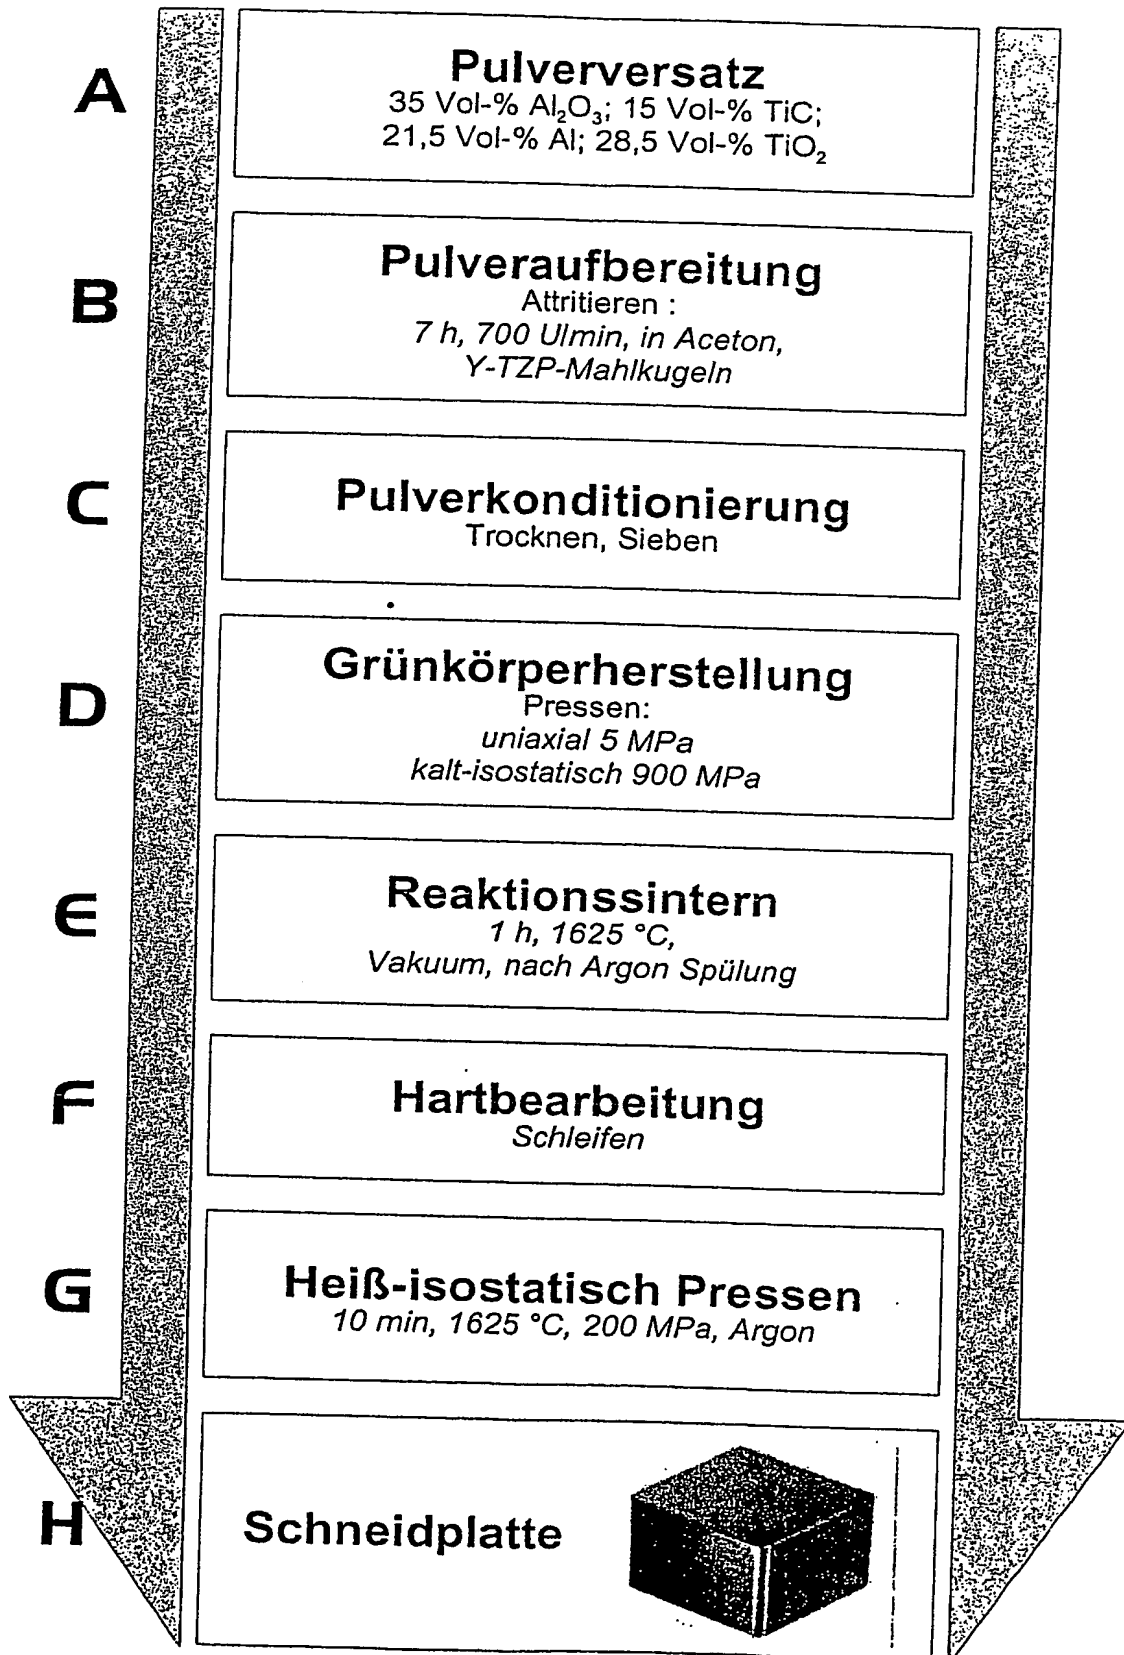 A
Pulverversatz
35 Vol-% Al₂O₃; 15 Vol-% TiC;
21,5 Vol-% Al; 28,5 Vol-% TiO₂
B
Pulveraufbereitung
Attritieren :
7 h, 700 U/min, in Aceton,
Y-TZP-Mahlkugeln
C
Pulverkonditionierung
Trocknen, Sieben
D
Grünkörperherstellung
Pressen:
uniaxial 5 MPa
kalt-isostatisch 900 MPa
E
Reaktionssintern
1 h, 1625 °C,
Vakuum, nach Argon Spülung
F
Hartbearbeitung
Schleifen
G
Heiß-isostatisch Pressen
10 min, 1625 °C, 200 MPa, Argon
H
Schneidplatte